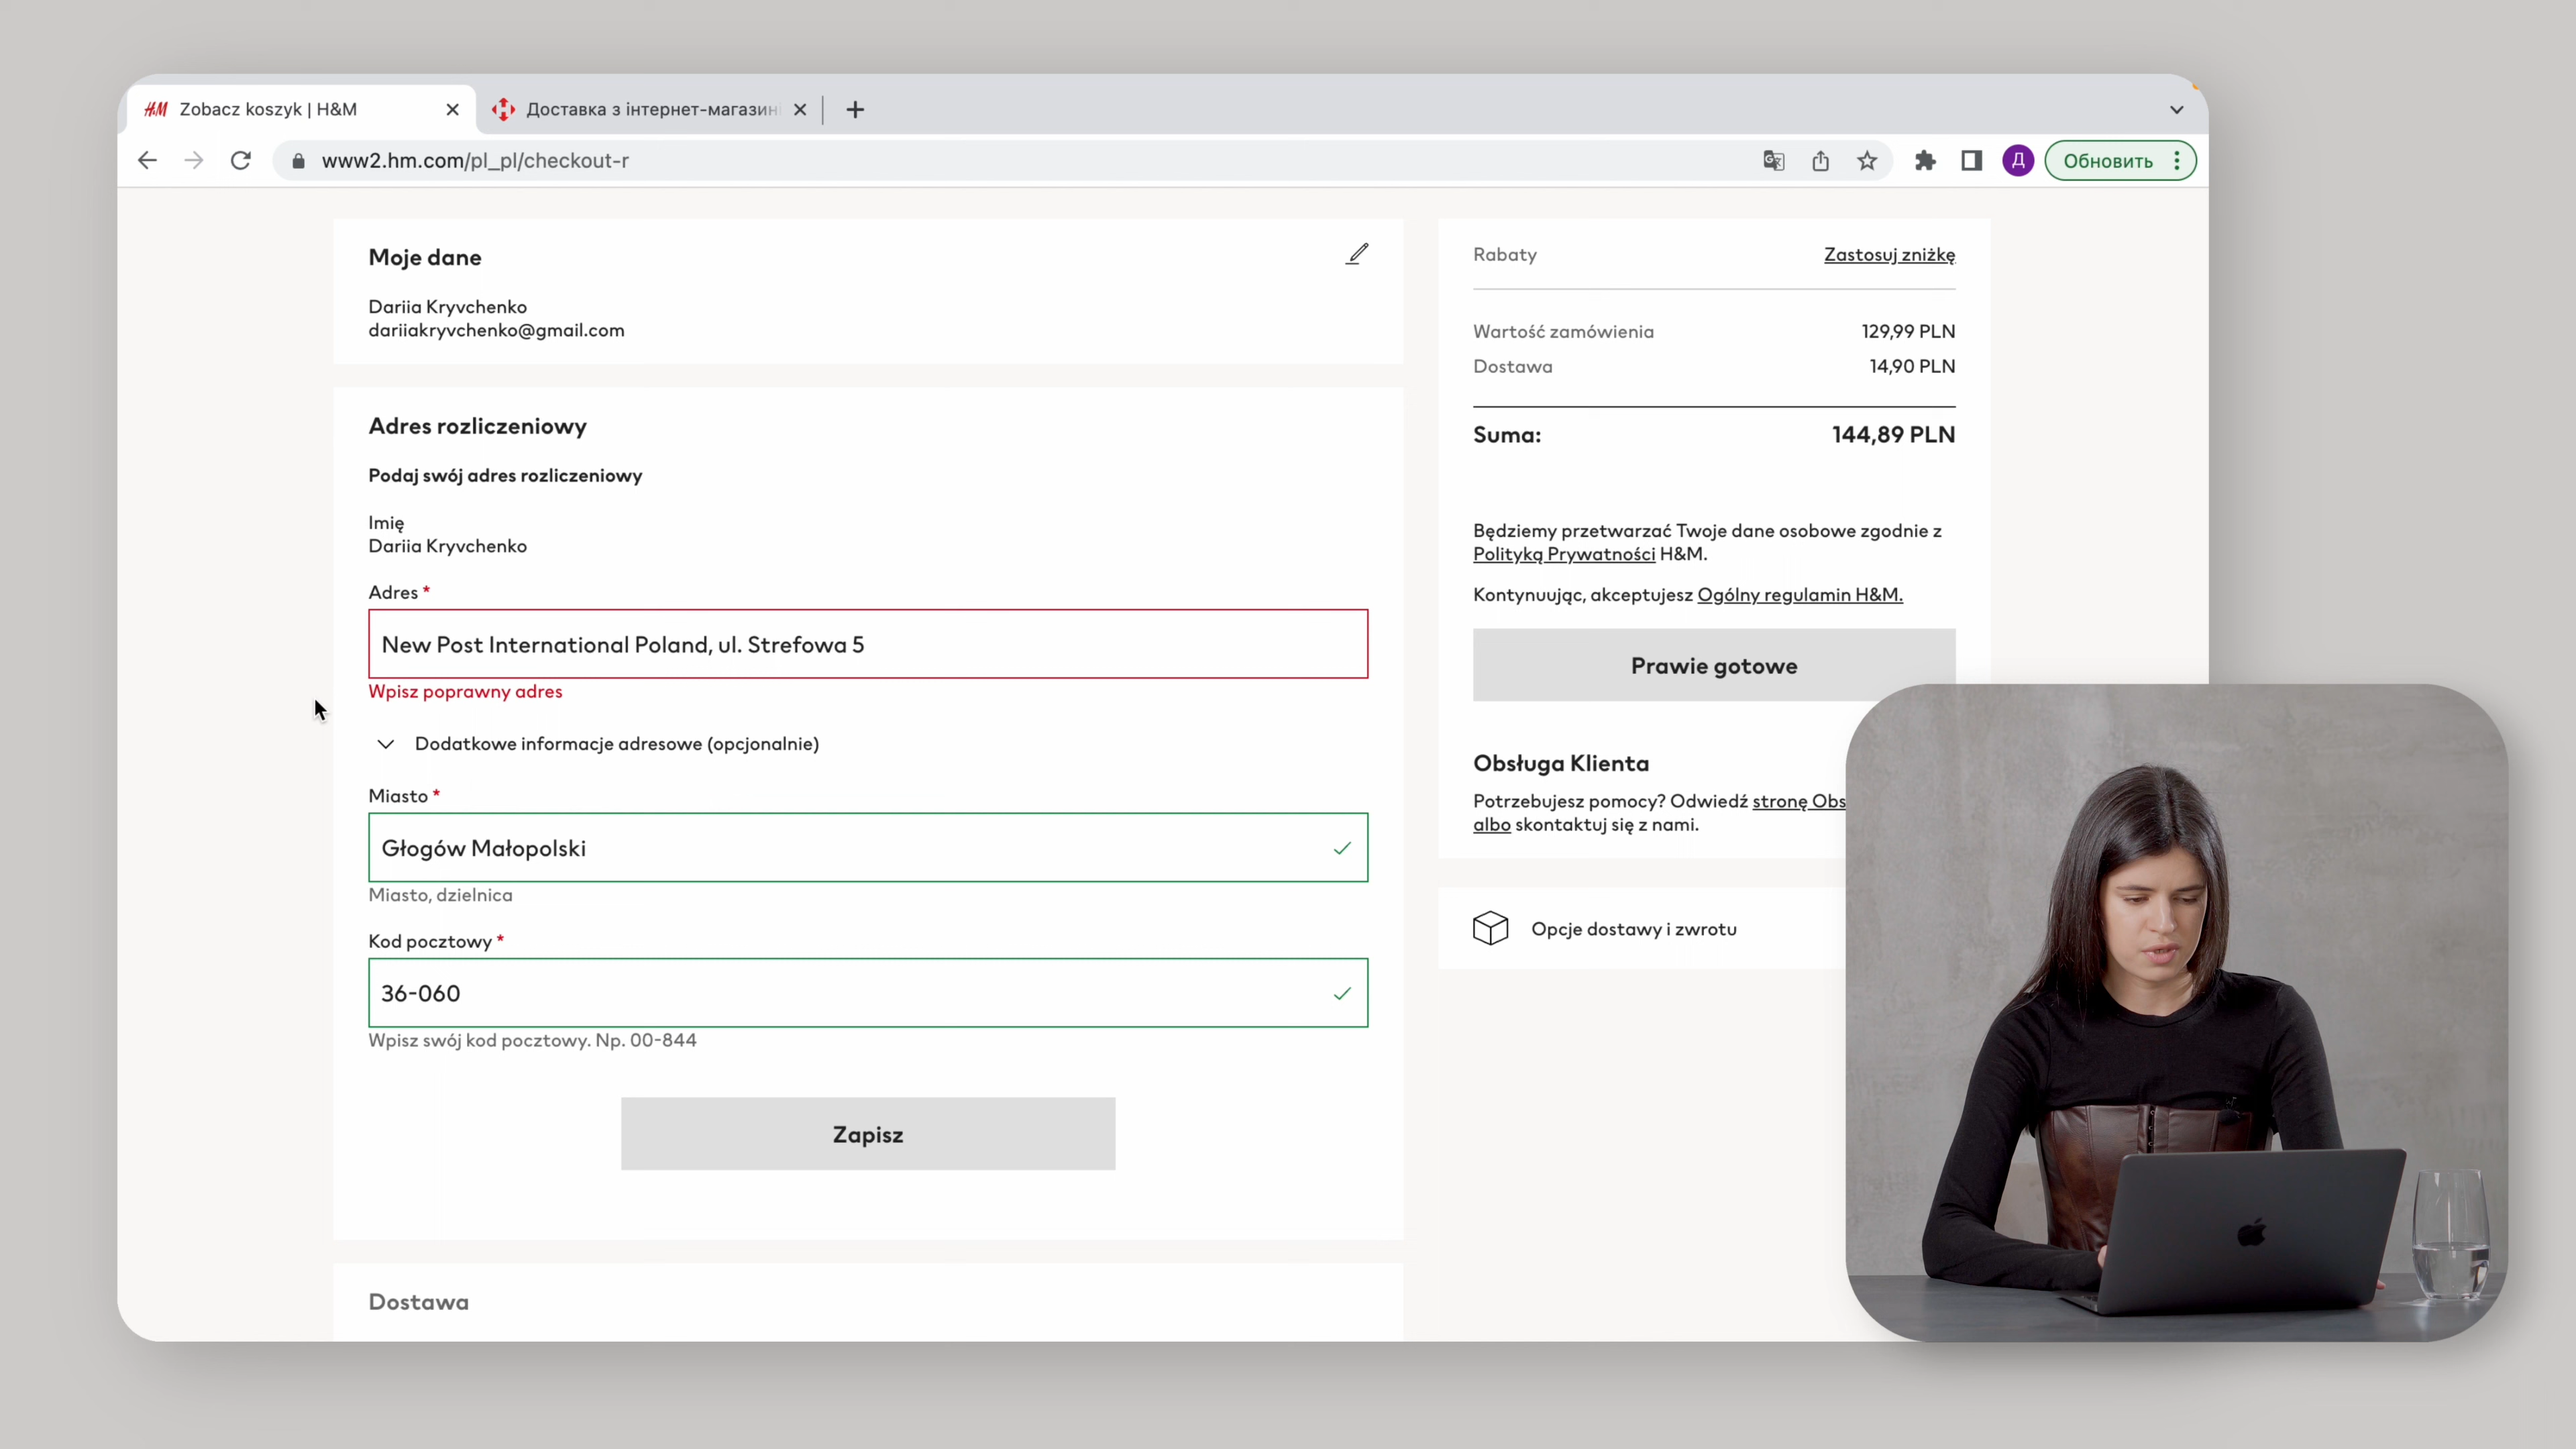 H&M Zobacz koszyk | H&M
Доставка з інтернет-магазині
www2.hm.com/pl_pl/checkout-r
Д
Обновить
Moje dane
Dariia Kryvchenko
dariiakryvchenko@gmail.com
Adres rozliczeniowy
Podaj swój adres rozliczeniowy
Imię
Dariia Kryvchenko
Adres *
New Post International Poland, ul. Strefowa 5
Wpisz poprawny adres
Dodatkowe informacje adresowe (opcjonalnie)
Miasto *
Głogów Małopolski
Miasto, dzielnica
Kod pocztowy *
36-060
Wpisz swój kod pocztowy. Np. 00-844
Zapisz
Dostawa
Rabaty Zastosuj zniżkę
Wartość zamówienia 129,99 PLN
Dostawa 14,90 PLN
Suma: 144,89 PLN
Będziemy przetwarzać Twoje dane osobowe zgodnie z
Polityką Prywatności H&M.
Kontynuując, akceptujesz Ogólny regulamin H&M.
Prawie gotowe
Obsługa Klienta
Potrzebujesz pomocy? Odwiedź stronę Obs
albo skontaktuj się z nami.
Opcje dostawy i zwrotu